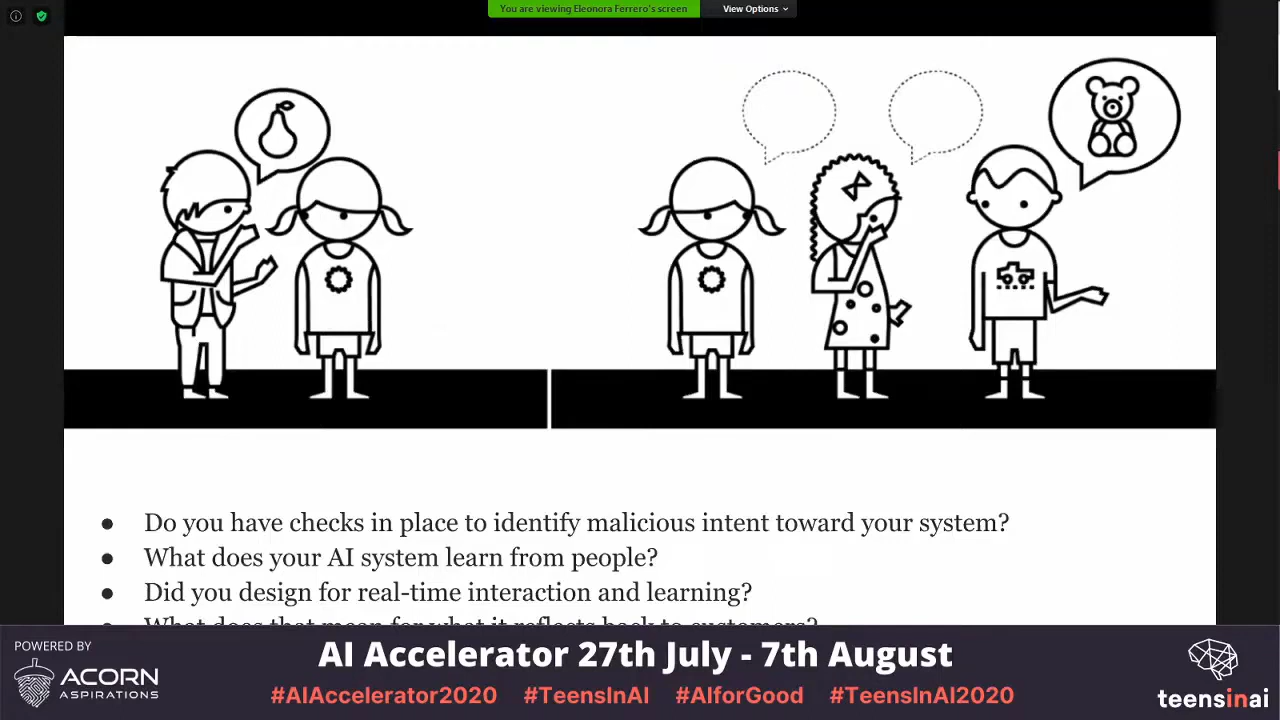 You are viewing Eleonora Ferrero's screen
View Options
● Do you have checks in place to identify malicious intent toward your system?
● What does your AI system learn from people?
● Did you design for real-time interaction and learning?
● What does that mean for what it reflects back to customers?
POWERED BY
ACORN
ASPIRATIONS
AI Accelerator 27th July - 7th August
#AIAccelerator2020 #TeensInAI #AIforGood #TeensInAI2020
teensinai